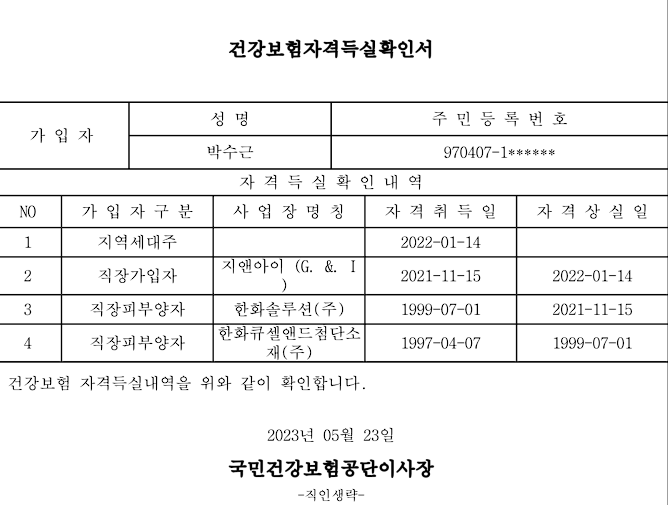 건강보험자격득실확인서
가 입 자 성 명 주 민 등 록 번 호
박수근 970407-1******
자 격 득 실 확 인 내 역
NO 가 입 자 구 분 사 업 장 명 칭 자 격 취 득 일 자 격 상 실 일
1 지역세대주 2022-01-14
2 직장가입자 지앤아이 (G. &. I
) 2021-11-15 2022-01-14
3 직장피부양자 한화솔루션(주) 1999-07-01 2021-11-15
4 직장피부양자 한화큐셀앤드첨단소
재(주) 1997-04-07 1999-07-01
건강보험 자격득실내역을 위와 같이 확인합니다.
2023년 05월 23일
국민건강보험공단이사장
-직인생략-